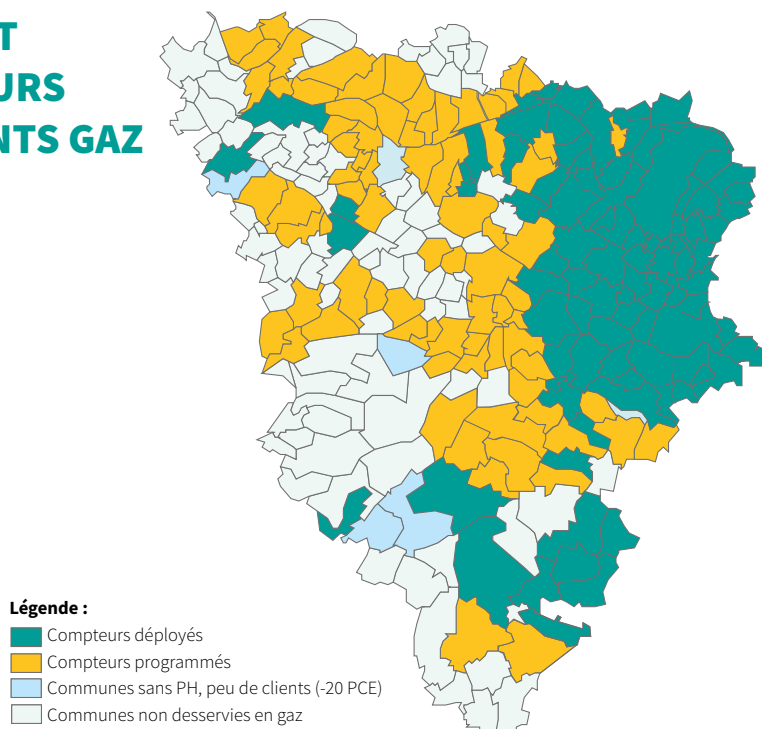 T
URS
NTS GAZ
Légende :
Compteurs déployés
Compteurs programmés
Communes sans PH, peu de clients (-20 PCE)
Communes non desservies en gaz